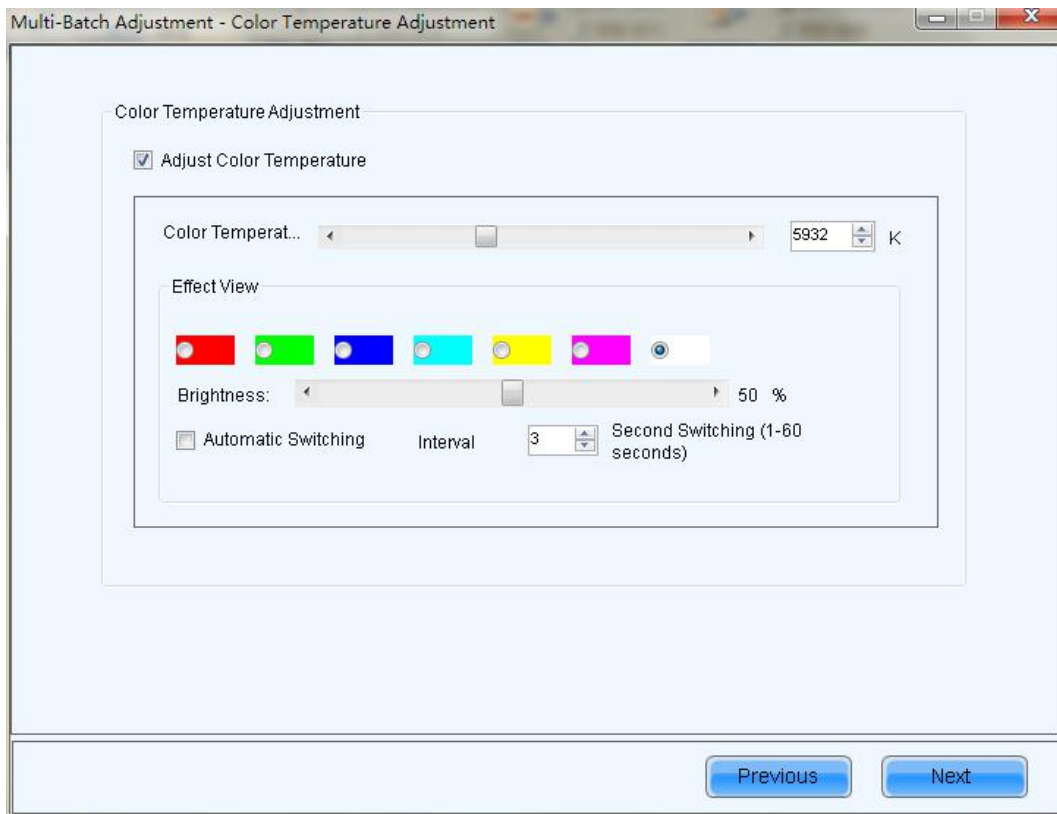 Multi-Batch Adjustment - Color Temperature Adjustment
Color Temperature Adjustment
Adjust Color Temperature
Color Temperat... 5932 K
Effect View
Brightness: 50 %
Automatic Switching Interval 3 Second Switching (1-60
seconds)
Previous Next